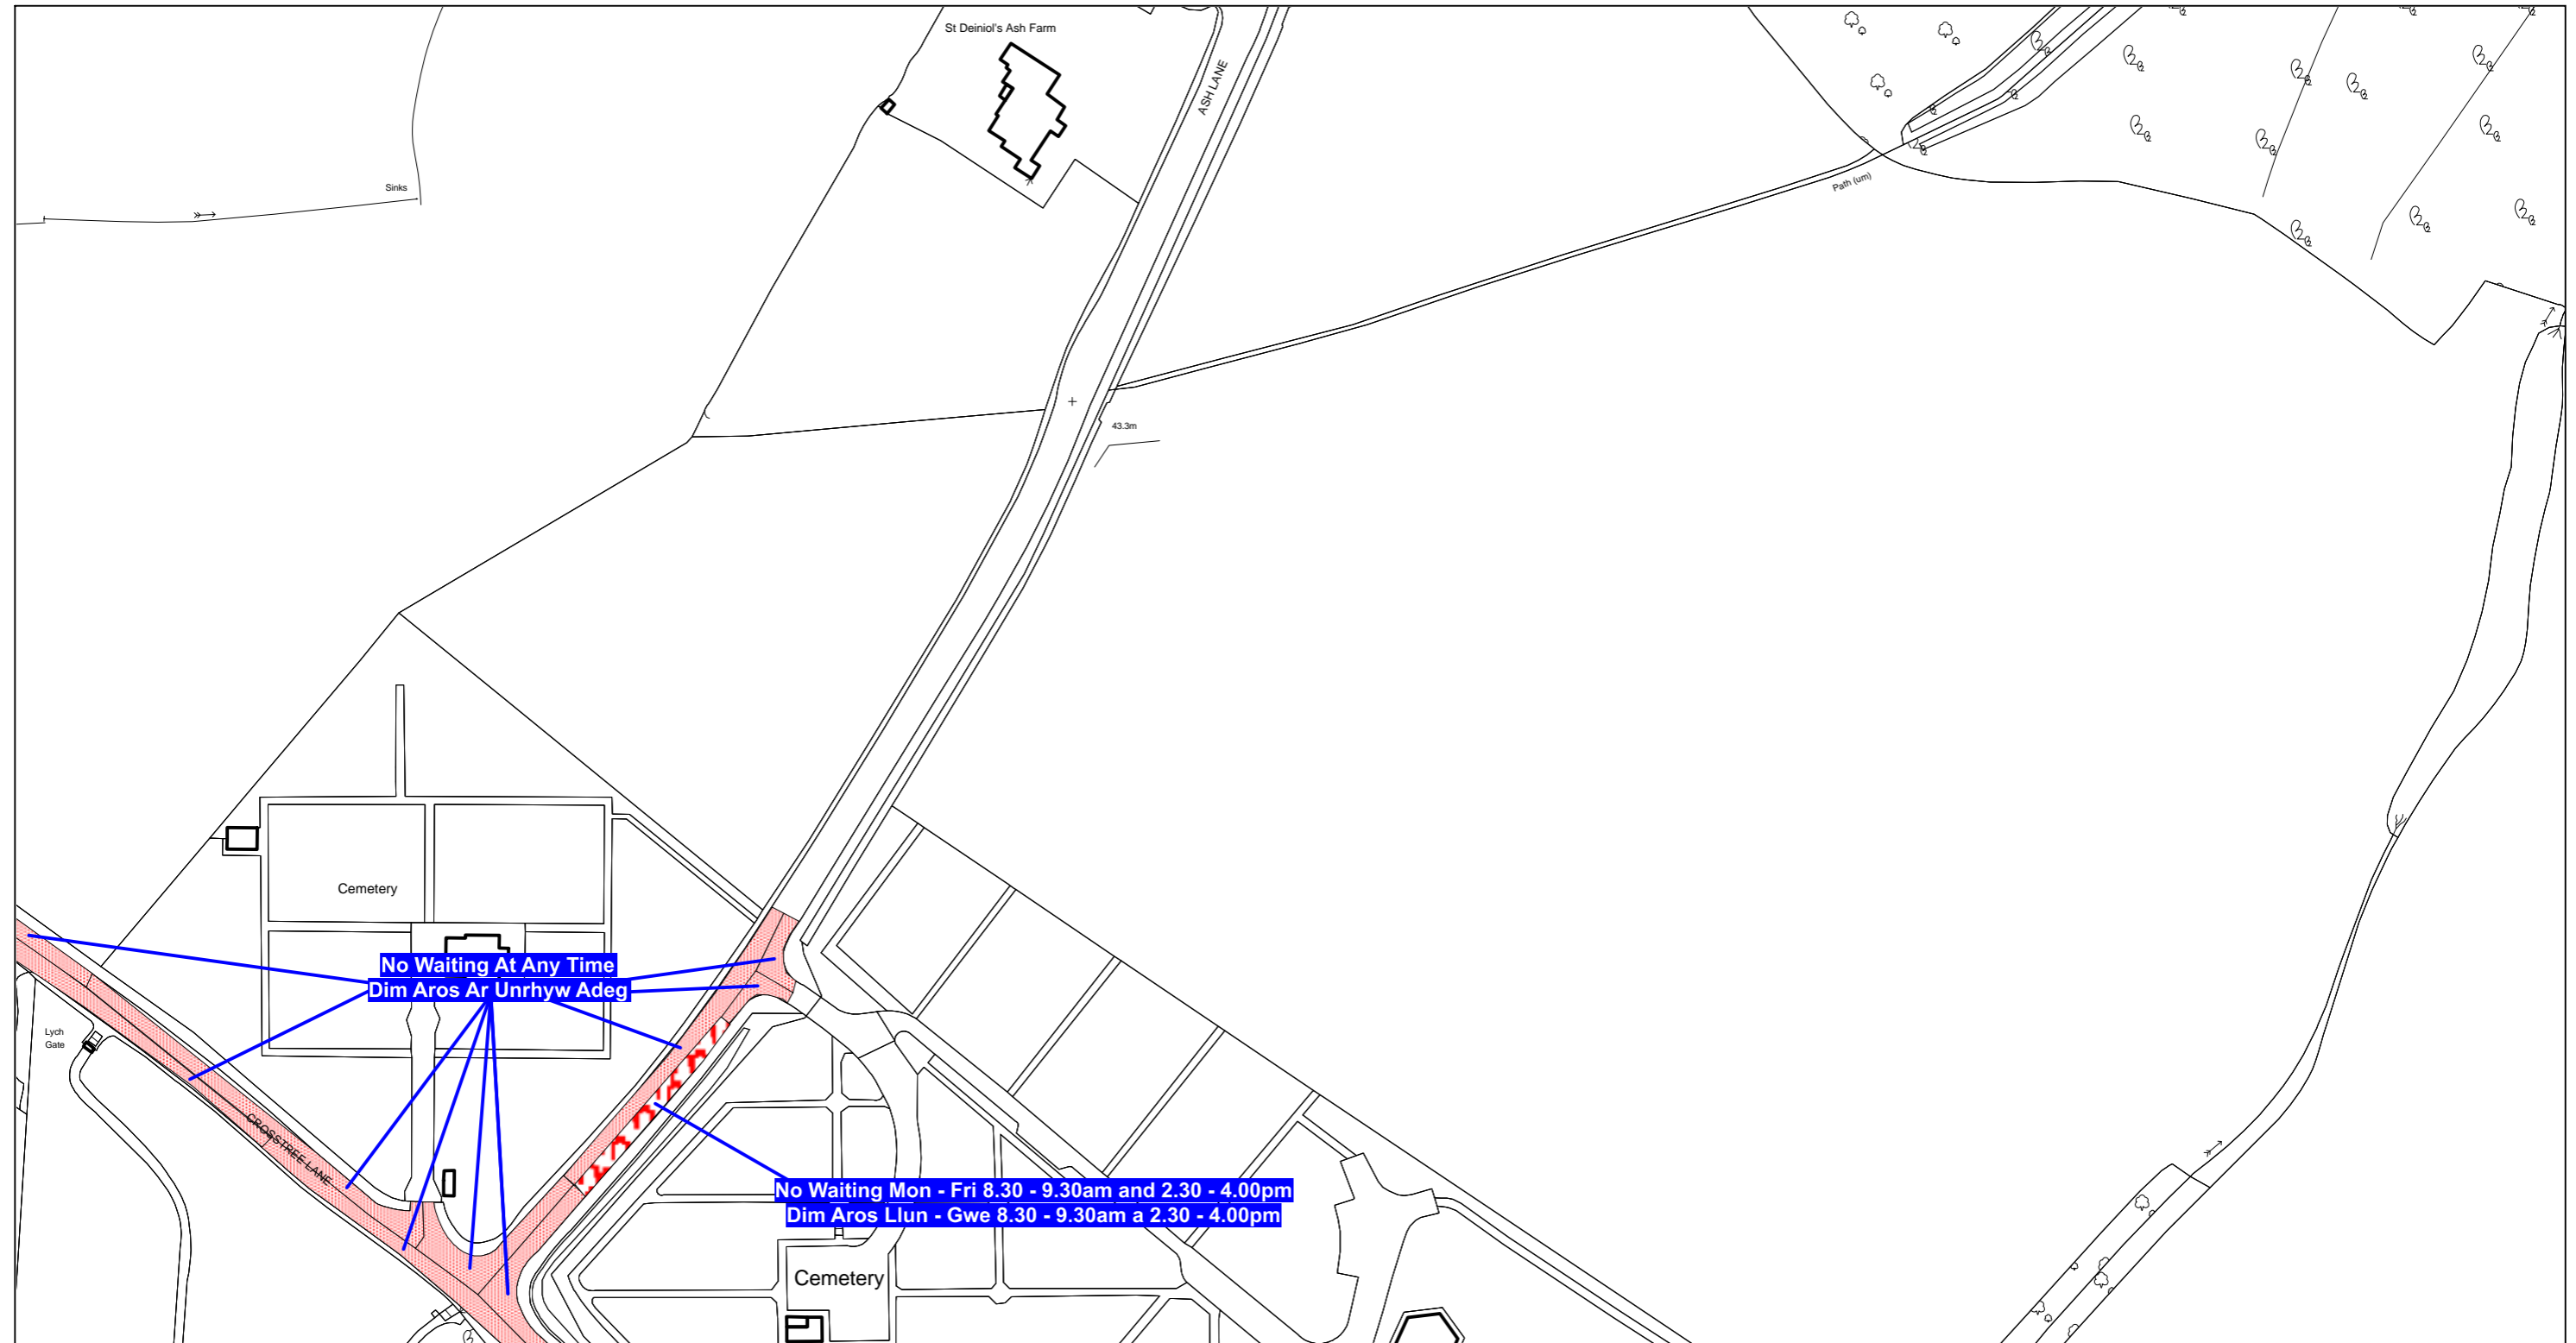 St Deiniol's Ash Farm
ASH LANE
Sinks
Path (um)
43.3m
Cemetery
No Waiting At Any Time
Dim Aros Ar Unrhyw Adeg
Lych
Gate
CROSSTREE LANE
No Waiting Mon - Fri 8.30 - 9.30am and 2.30 - 4.00pm
Dim Aros Llun - Gwe 8.30 - 9.30am a 2.30 - 4.00pm
Cemetery